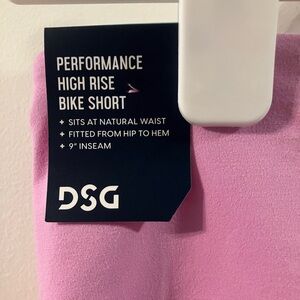 PERFORMANCE
HIGH RISE
BIKE SHORT
+ SITS AT NATURAL WAIST
+ FITTED FROM HIP TO HEM
+ 9" INSEAM
DSG